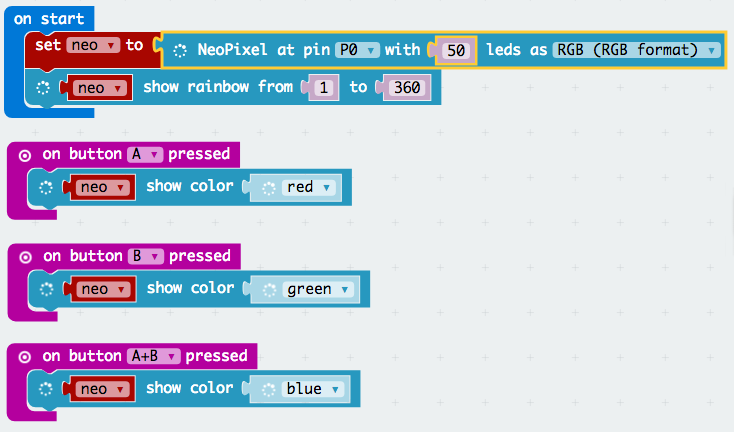 on start
set neo to NeoPixel at pin P0 with 50 leds as RGB (RGB format)
neo show rainbow from 1 to 360
on button A pressed
neo show color red
on button B pressed
neo show color green
on button A+B pressed
neo show color blue